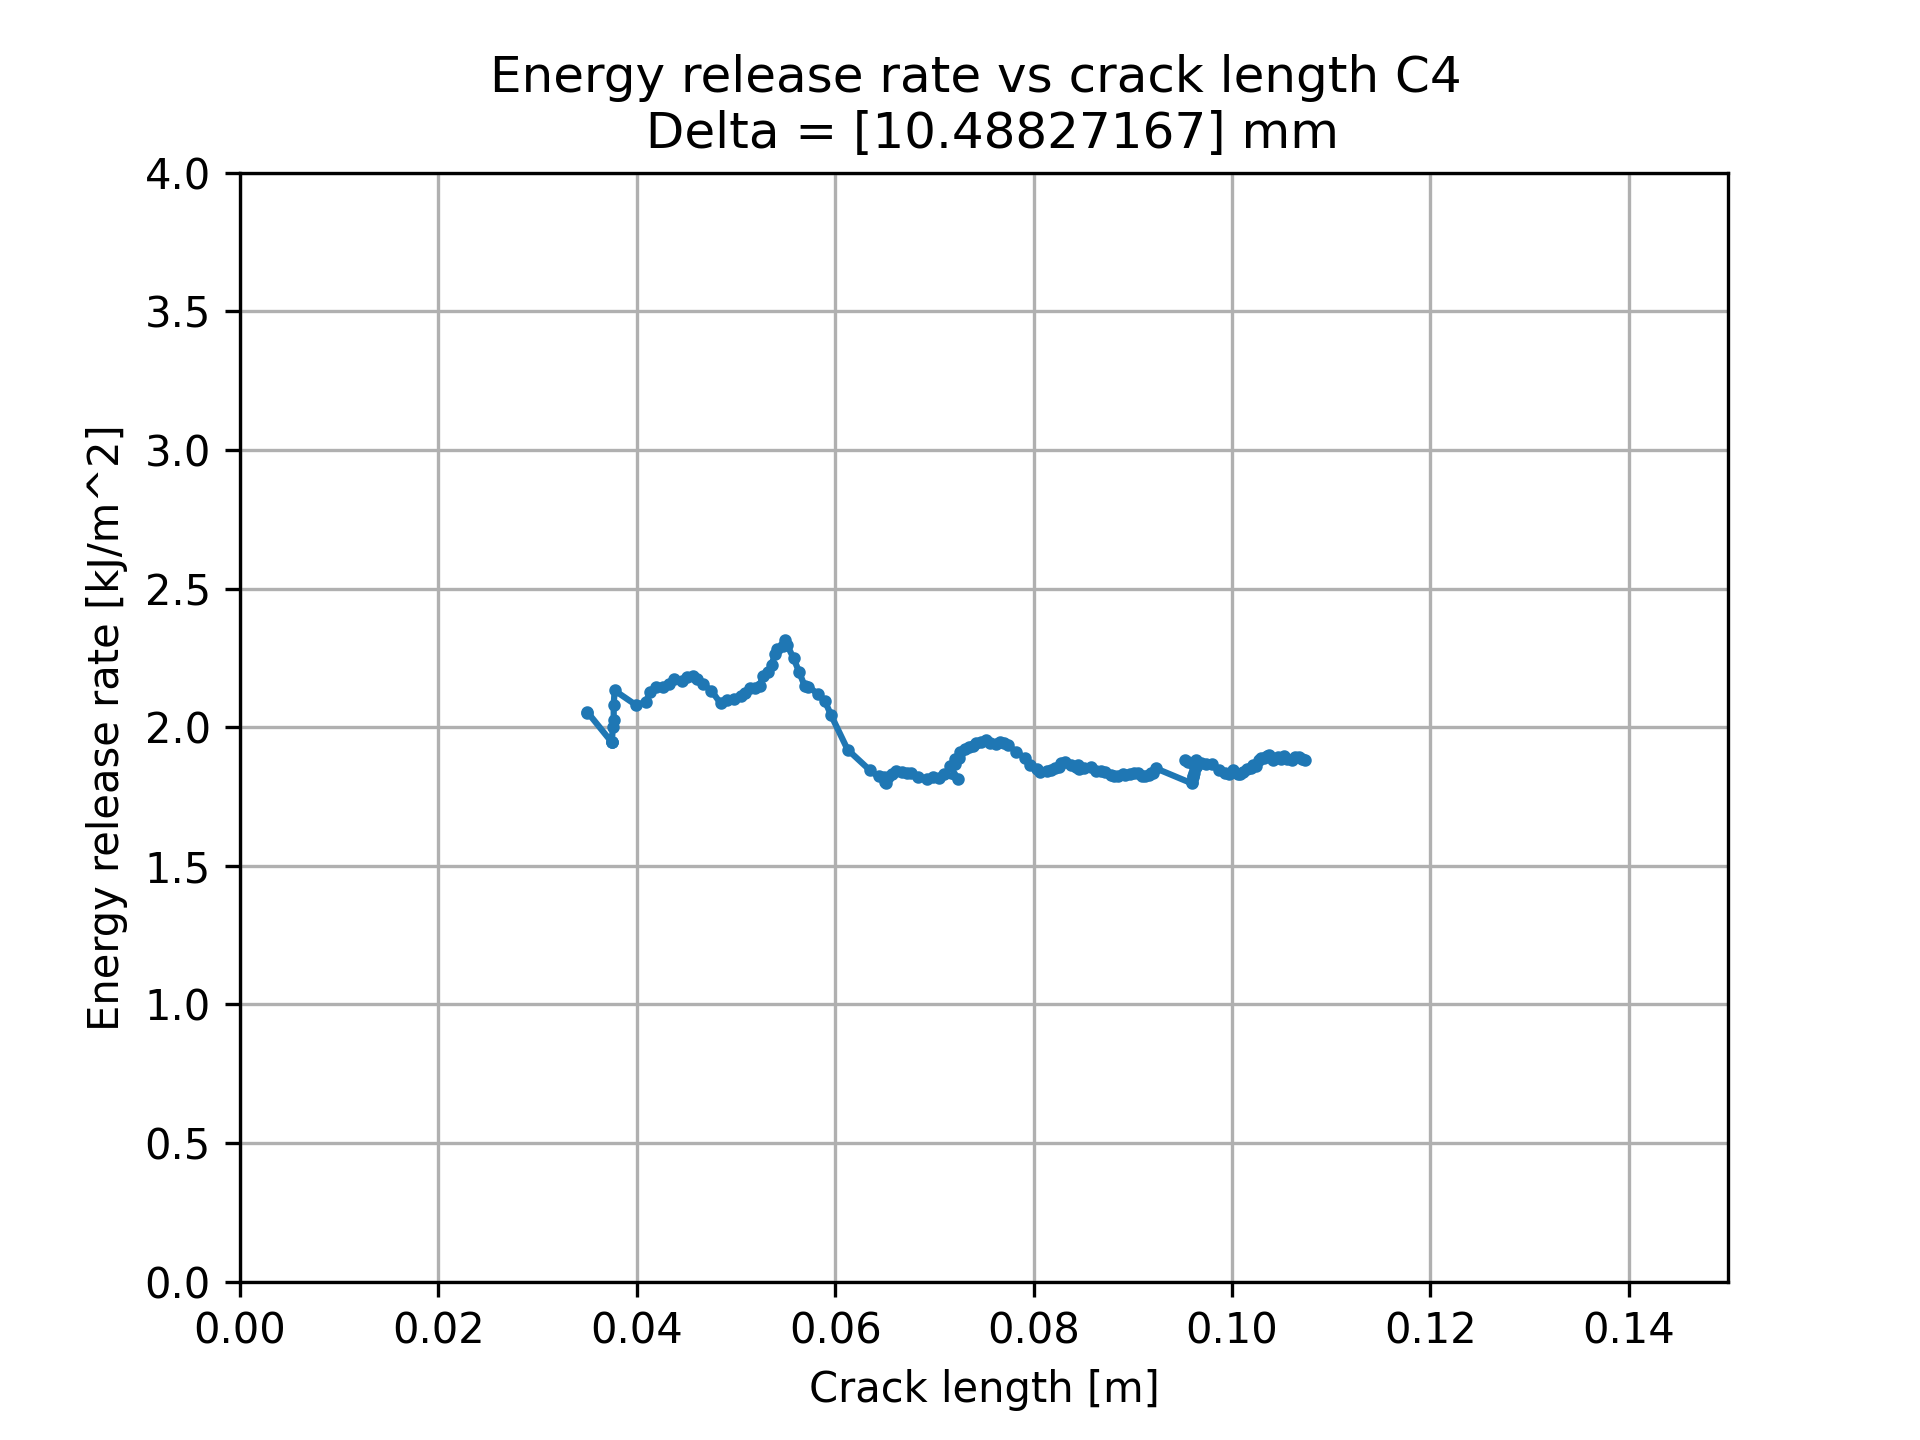 Energy release rate vs crack length C4
Delta = [10.48827167] mm
4.0
3.5
3.0
2.5
2.0
1.5
1.0
0.5
0.0
Energy release rate [kJ/m^2]
0.00 0.02 0.04 0.06 0.08 0.10 0.12 0.14
Crack length [m]